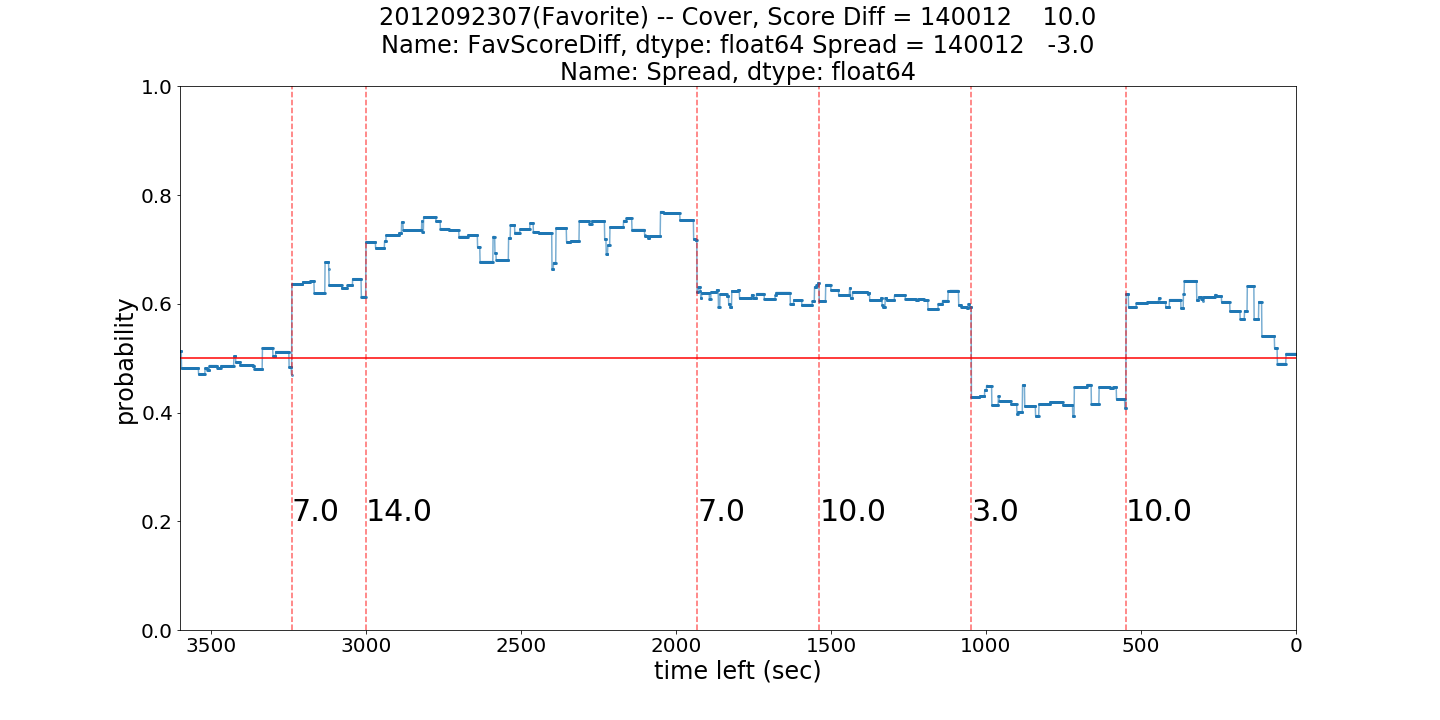 2012092307(Favorite) -- Cover, Score Diff = 140012    10.0
Name: FavScoreDiff, dtype: float64 Spread = 140012   -3.0
Name: Spread, dtype: float64
1.0
0.8
0.6
0.4
0.2
0.0
probability
7.0 14.0 7.0 10.0 3.0 10.0
3500 3000 2500 2000 1500 1000 500 0
time left (sec)